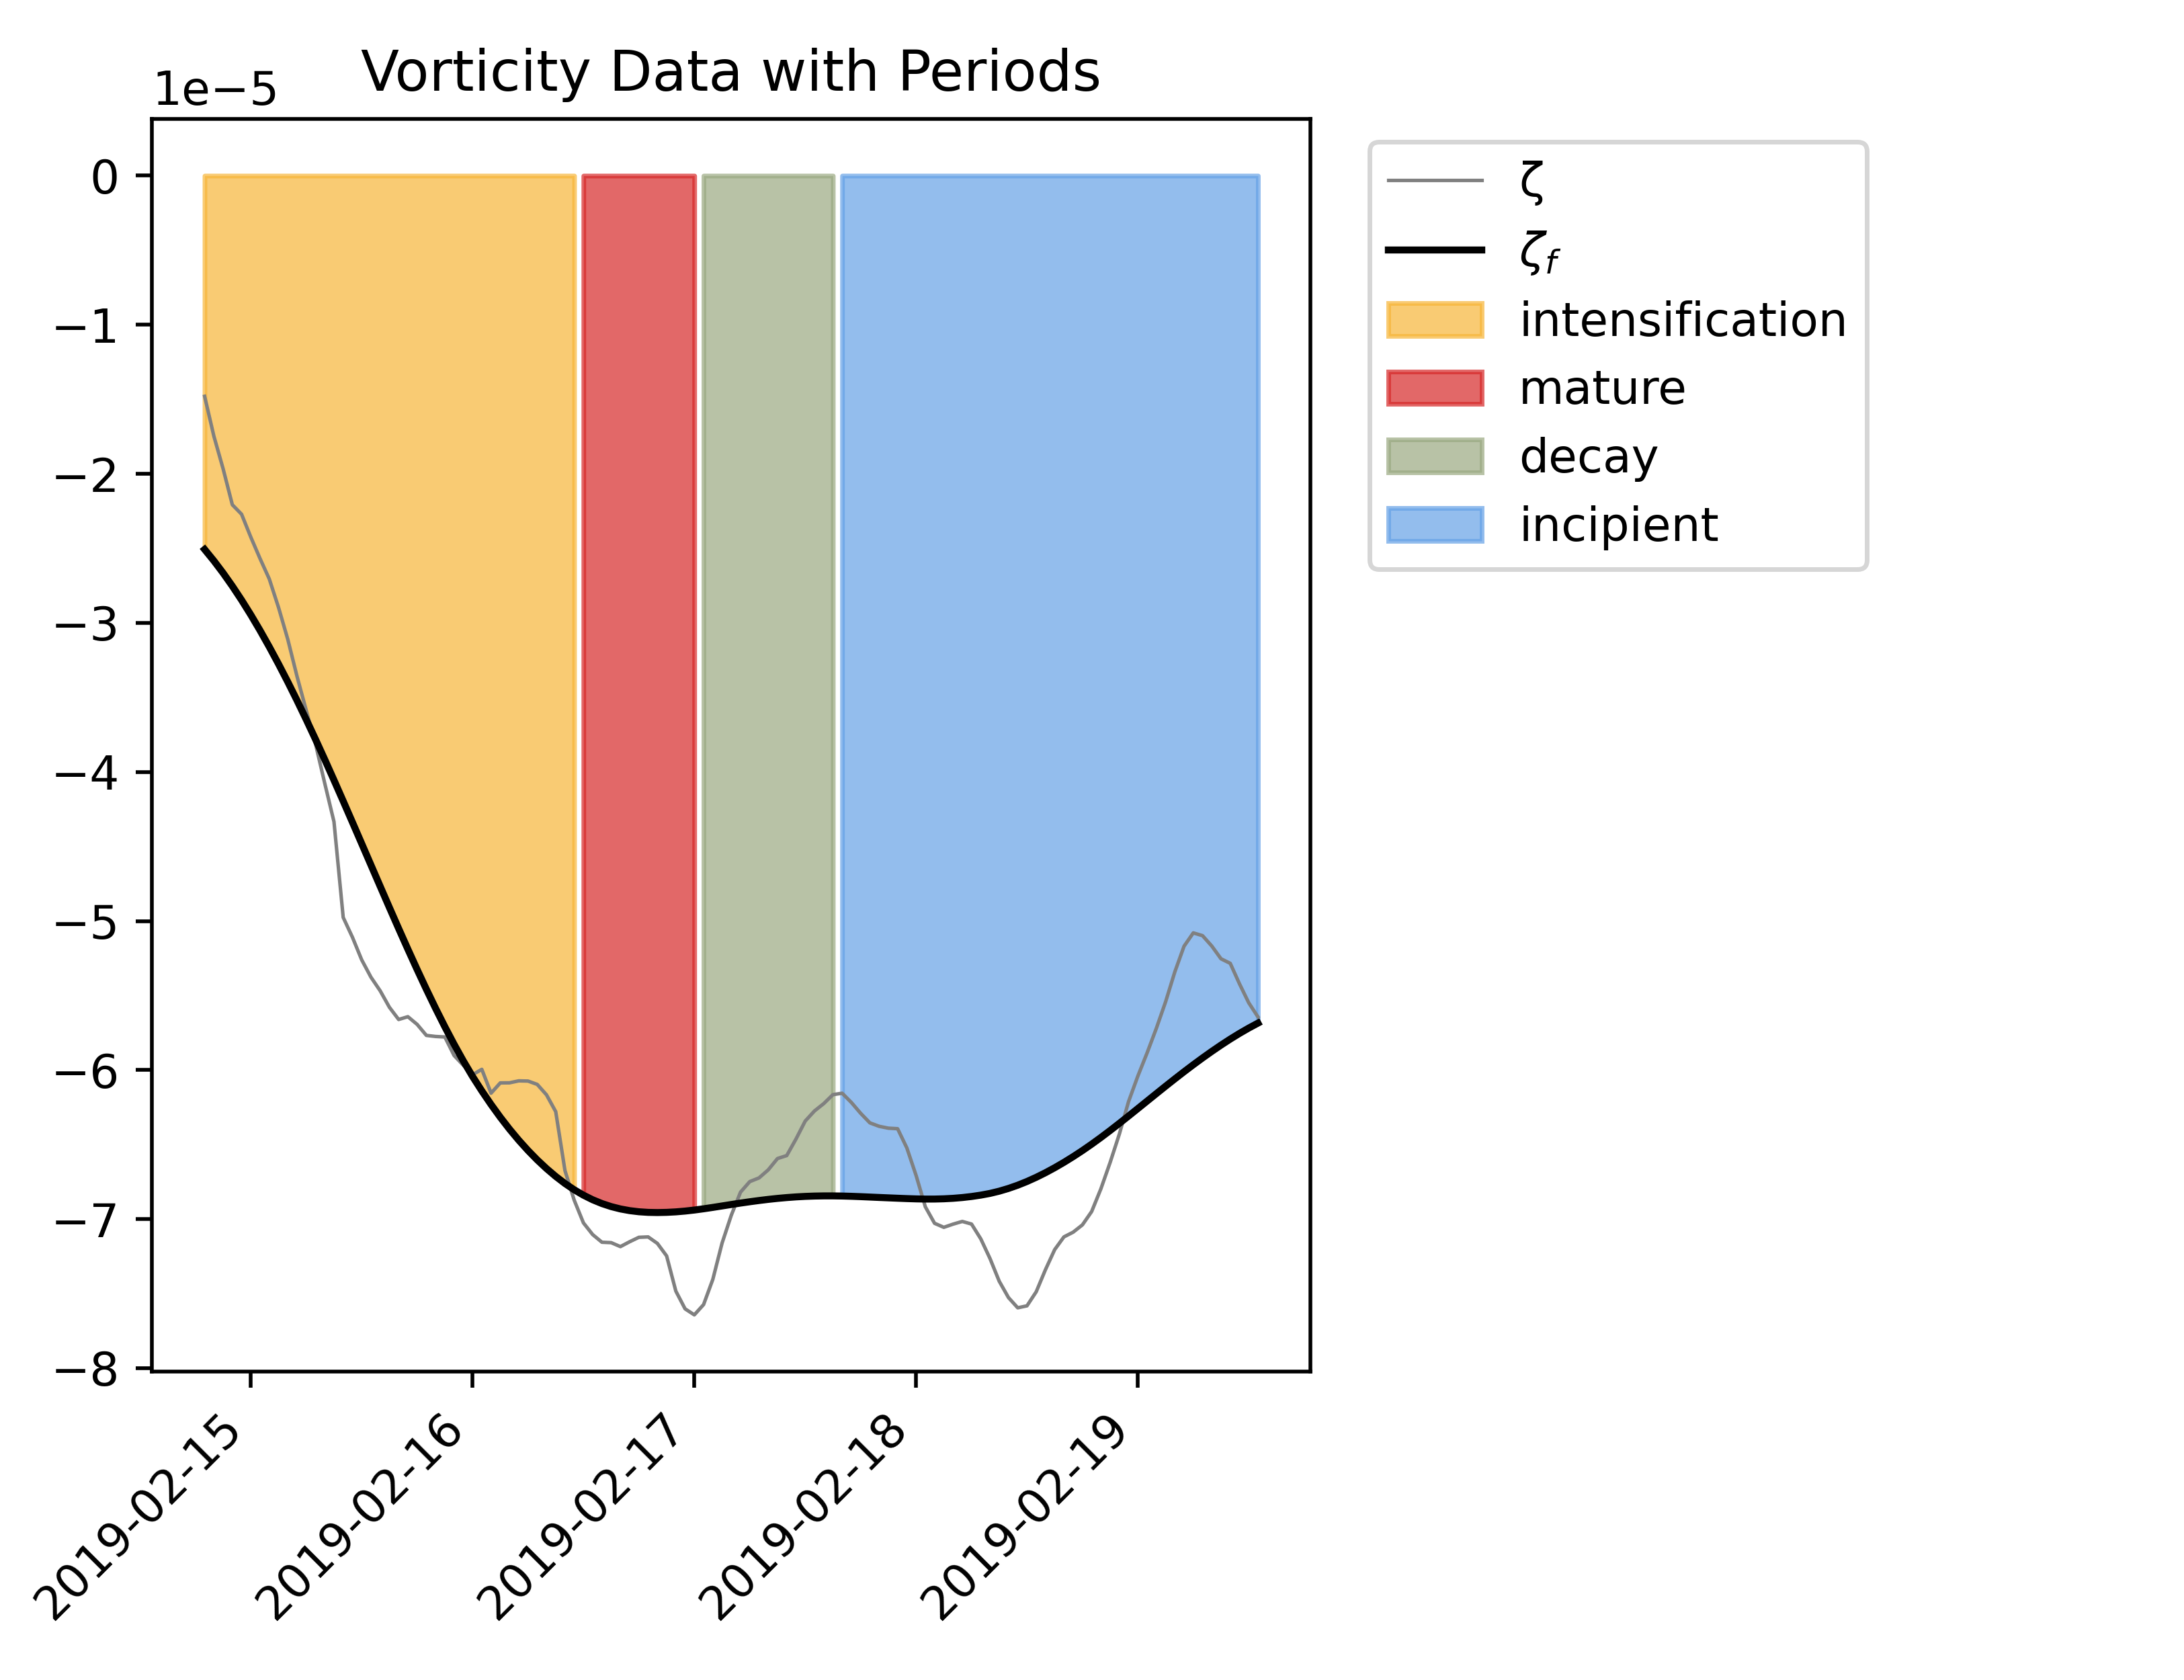 Vorticity Data with Periods
1e−5
0
−1
−2
−3
−4
−5
−6
−7
−8
2019-02-15
2019-02-16
2019-02-17
2019-02-18
2019-02-19
ζ
ζf
intensification
mature
decay
incipient